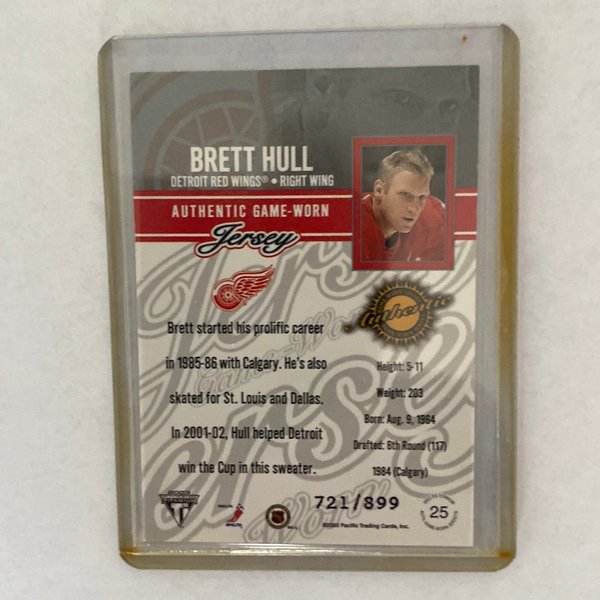 BRETT HULL
DETROIT RED WINGS® • RIGHT WING
AUTHENTIC GAME-WORN
Jersey
Authentic
Brett started his prolific career
in 1985-86 with Calgary. He's also
skated for St. Louis and Dallas.
In 2001-02, Hull helped Detroit
win the Cup in this sweater.
Height: 5-11
Weight: 203
Born: Aug. 9, 1964
Drafted: 6th Round (117)
1984 (Calgary)
721/899
25